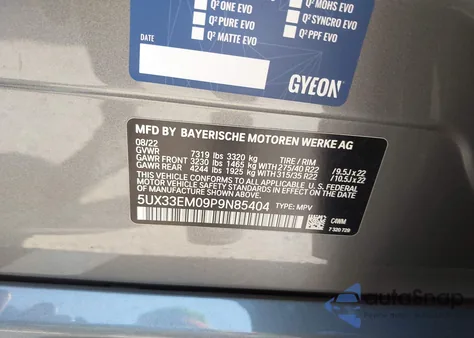 Q² ONE EVO
Q² PURE EVO
Q² MATTE EVO
Q² MOHS EVO
Q² SYNCRO EVO
Q² PPF EVO
DATE
GYEON
MFD BY BAYERISCHE MOTOREN WERKE AG
08/22
GVWR 7319 lbs 3320 kg TIRE / RIM
GAWR FRONT 3230 lbs 1465 kg 275/40 R22 / 9.5J x 22
GAWR REAR 4244 lbs 1925 kg 315/35 R22 / 10.5J x 22
THIS VEHICLE CONFORMS TO ALL APPLICABLE U.S. FEDERAL
MOTOR VEHICLE SAFETY STANDARDS IN EFFECT ON THE
DATE OF MANUFACTURE SHOWN ABOVE.
5UX33EM09P9N85404 TYPE: MPV
C4WM
7 320 729
autoSnap